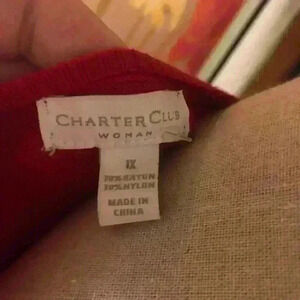 CHARTER CLUB
WOMAN
1X
70% RAYON
30% NYLON
MADE IN
CHINA